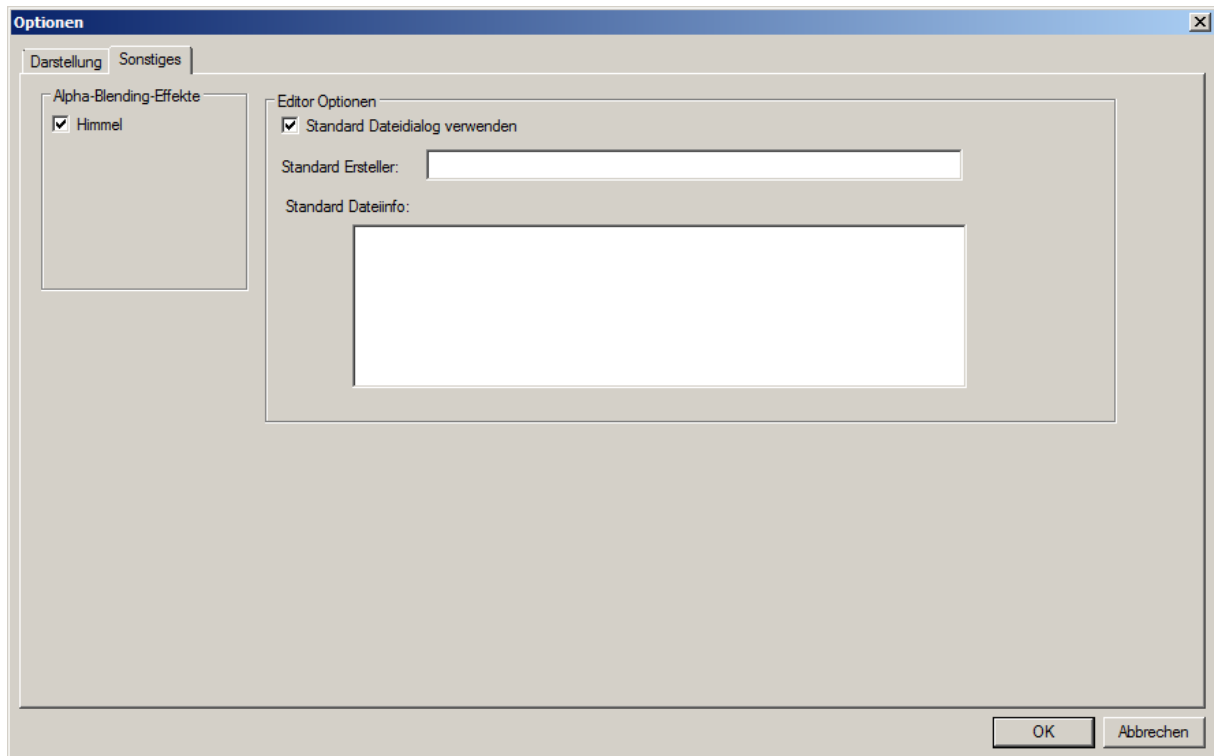 Optionen
Darstellung
Sonstiges
Alpha-Blending-Effekte
Himmel
Editor Optionen
Standard Dateidialog verwenden
Standard Ersteller:
Standard Dateiinfo:
OK
Abbrechen